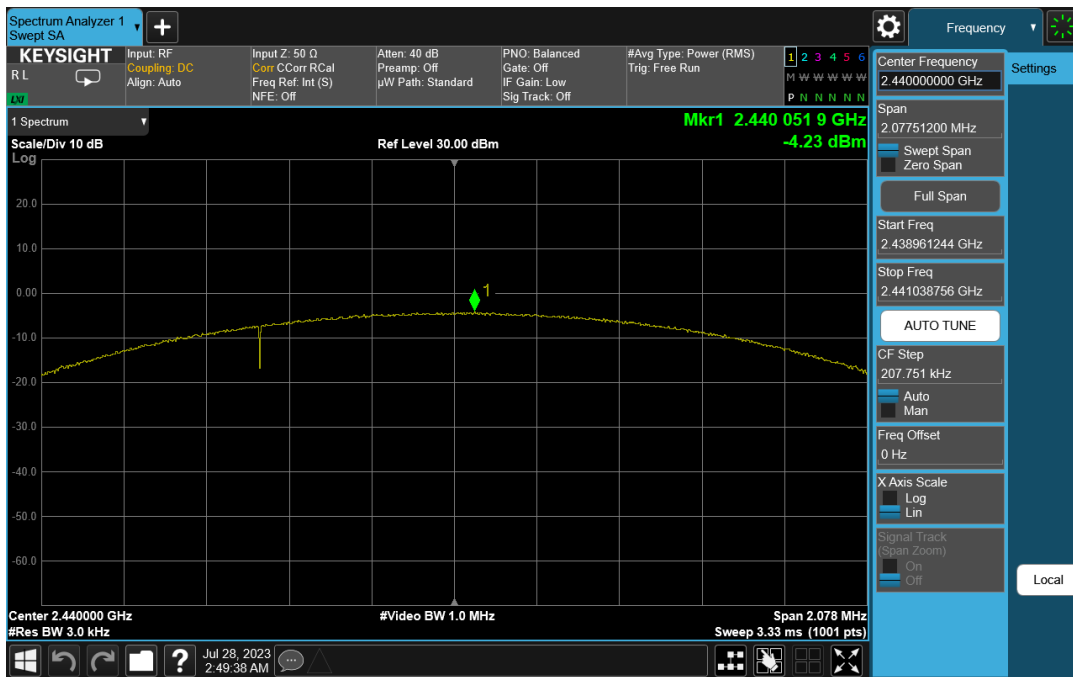 Spectrum Analyzer 1
Swept SA
+
Frequency
KEYSIGHT
R L
LXI
Input: RF
Coupling: DC
Align: Auto
Input Z: 50 Ω
Corr CCorr RCal
Freq Ref: Int (S)
NFE: Off
Atten: 40 dB
Preamp: Off
µW Path: Standard
PNO: Balanced
Gate: Off
IF Gain: Low
Sig Track: Off
#Avg Type: Power (RMS)
Trig: Free Run
1 2 3 4 5 6
M W W W W W
P N N N N N
1 Spectrum
Mkr1 2.440 051 9 GHz
Scale/Div 10 dB
Ref Level 30.00 dBm
-4.23 dBm
Log
20.0
10.0
0.00
-10.0
-20.0
-30.0
-40.0
-50.0
-60.0
1
Center 2.440000 GHz
#Video BW 1.0 MHz
Span 2.078 MHz
#Res BW 3.0 kHz
Sweep 3.33 ms (1001 pts)
Center Frequency
2.440000000 GHz
Settings
Span
2.07751200 MHz
Swept Span
Zero Span
Full Span
Start Freq
2.438961244 GHz
Stop Freq
2.441038756 GHz
AUTO TUNE
CF Step
207.751 kHz
Auto
Man
Freq Offset
0 Hz
X Axis Scale
Log
Lin
Signal Track
(Span Zoom)
On
Off
Local
?
Jul 28, 2023
2:49:38 AM